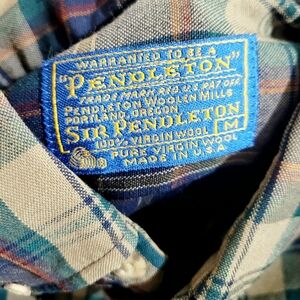 WARRANTED TO BE A
"PENDLETON"
TRADE MARK REG. U.S. PAT. OFF.
PENDLETON WOOLEN MILLS
PORTLAND, OREGON
SIR PENDLETON
100% VIRGIN WOOL M
PURE VIRGIN WOOL
MADE IN U.S.A.